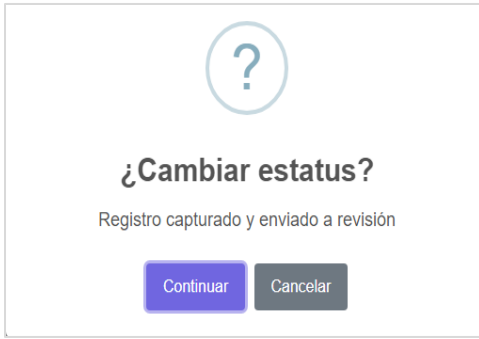 ?
¿Cambiar estatus?
Registro capturado y enviado a revisión
Continuar
Cancelar